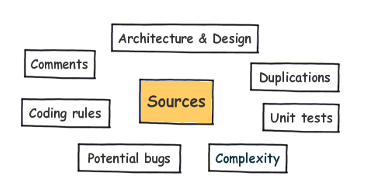 Architecture & Design
Comments
Duplications
Sources
Coding rules
Unit tests
Potential bugs
Complexity